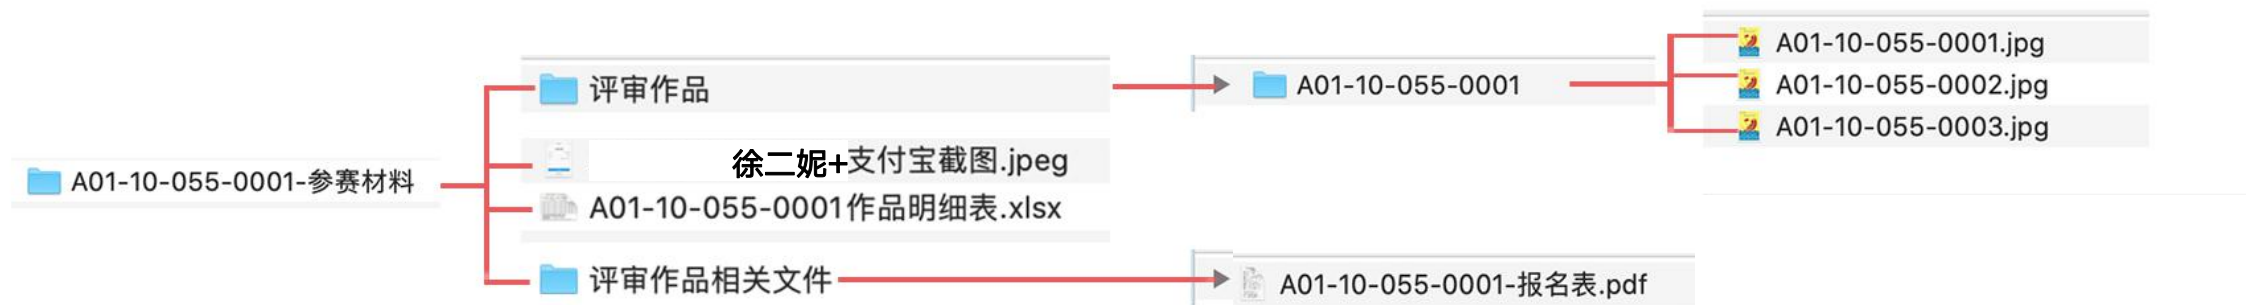 A01-10-055-0001-参赛材料
评审作品
徐二妮+支付宝截图.jpeg
A01-10-055-0001作品明细表.xlsx
评审作品相关文件
A01-10-055-0001
A01-10-055-0001-报名表.pdf
A01-10-055-0001.jpg
A01-10-055-0002.jpg
A01-10-055-0003.jpg